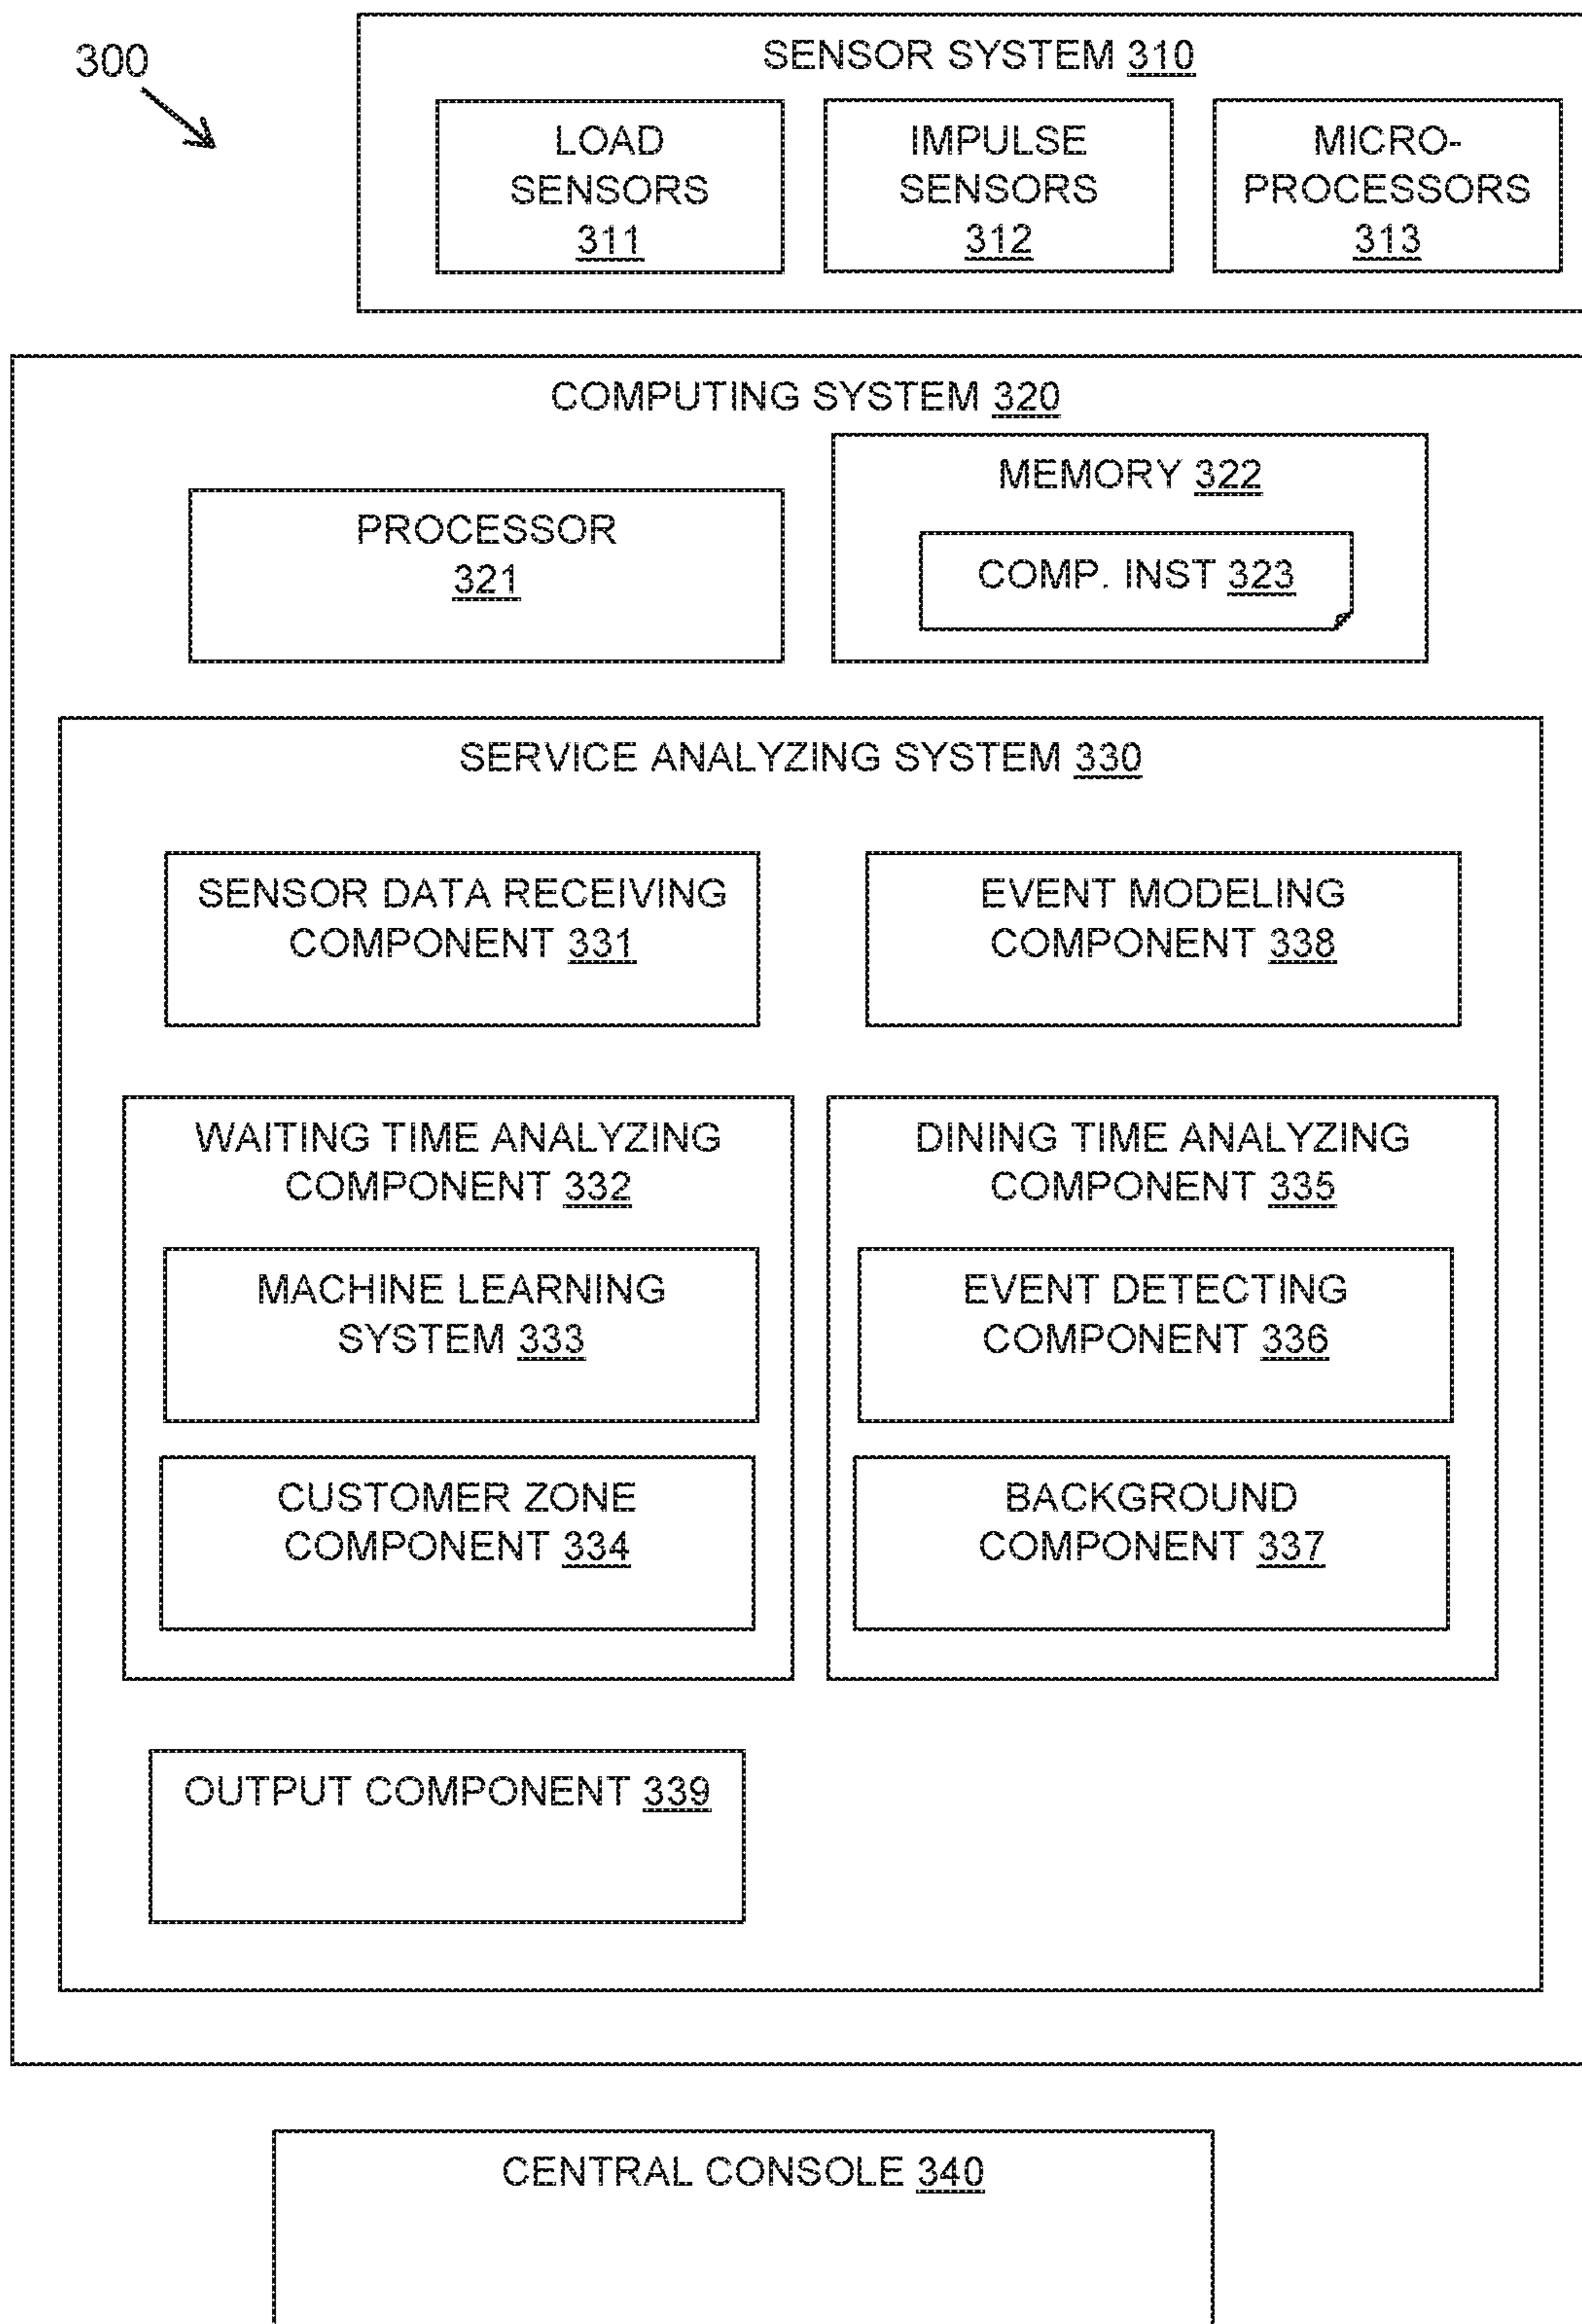 300
SENSOR SYSTEM 310
LOAD
SENSORS
311
IMPULSE
SENSORS
312
MICRO-
PROCESSORS
313
COMPUTING SYSTEM 320
PROCESSOR
321
MEMORY 322
COMP. INST 323
SERVICE ANALYZING SYSTEM 330
SENSOR DATA RECEIVING
COMPONENT 331
EVENT MODELING
COMPONENT 338
WAITING TIME ANALYZING
COMPONENT 332
MACHINE LEARNING
SYSTEM 333
CUSTOMER ZONE
COMPONENT 334
DINING TIME ANALYZING
COMPONENT 335
EVENT DETECTING
COMPONENT 336
BACKGROUND
COMPONENT 337
OUTPUT COMPONENT 339
CENTRAL CONSOLE 340